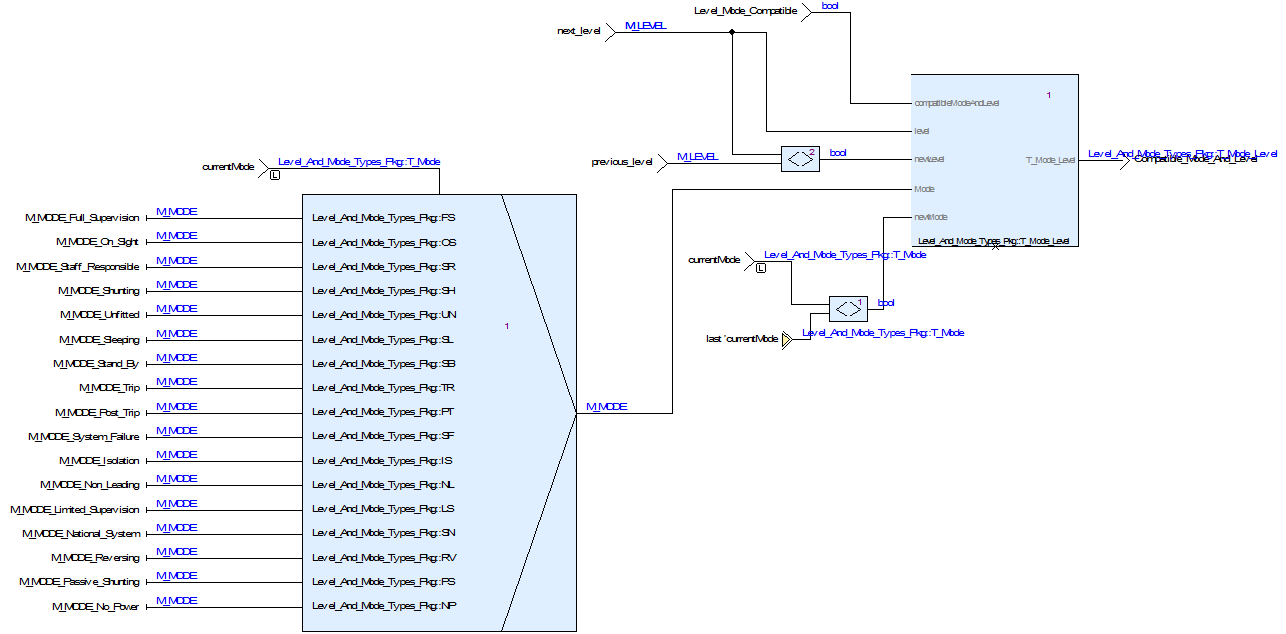 Level_Mode_Compatible
bool
next_level
M_LEVEL
compatibleModeAndLevel
1
level
previous_level
M_LEVEL
<>
2
bool
newLevel
T_Mode_Level
Level_And_Mode_Types_Pkg::T_Mode_Level
Compatible_Mode_And_Level
Mode
newMode
Level_And_Mode_Types_Pkg::T_Mode_Level
currentMode
L
Level_And_Mode_Types_Pkg::T_Mode
currentMode
L
Level_And_Mode_Types_Pkg::T_Mode
<>
1
bool
last 'currentMode
Level_And_Mode_Types_Pkg::T_Mode
M_MODE_Full_Supervision M_MODE Level_And_Mode_Types_Pkg::FS
M_MODE_On_Sight M_MODE Level_And_Mode_Types_Pkg::OS
M_MODE_Staff_Responsible M_MODE Level_And_Mode_Types_Pkg::SR
M_MODE_Shunting M_MODE Level_And_Mode_Types_Pkg::SH
M_MODE_Unfitted M_MODE Level_And_Mode_Types_Pkg::UN
1
M_MODE_Sleeping M_MODE Level_And_Mode_Types_Pkg::SL
M_MODE_Stand_By M_MODE Level_And_Mode_Types_Pkg::SB
M_MODE_Trip M_MODE Level_And_Mode_Types_Pkg::TR
M_MODE_Post_Trip M_MODE Level_And_Mode_Types_Pkg::PT
M_MODE
M_MODE_System_Failure M_MODE Level_And_Mode_Types_Pkg::SF
M_MODE_Isolation M_MODE Level_And_Mode_Types_Pkg::IS
M_MODE_Non_Leading M_MODE Level_And_Mode_Types_Pkg::NL
M_MODE_Limited_Supervision M_MODE Level_And_Mode_Types_Pkg::LS
M_MODE_National_System M_MODE Level_And_Mode_Types_Pkg::SN
M_MODE_Reversing M_MODE Level_And_Mode_Types_Pkg::RV
M_MODE_Passive_Shunting M_MODE Level_And_Mode_Types_Pkg::PS
M_MODE_No_Power M_MODE Level_And_Mode_Types_Pkg::NP